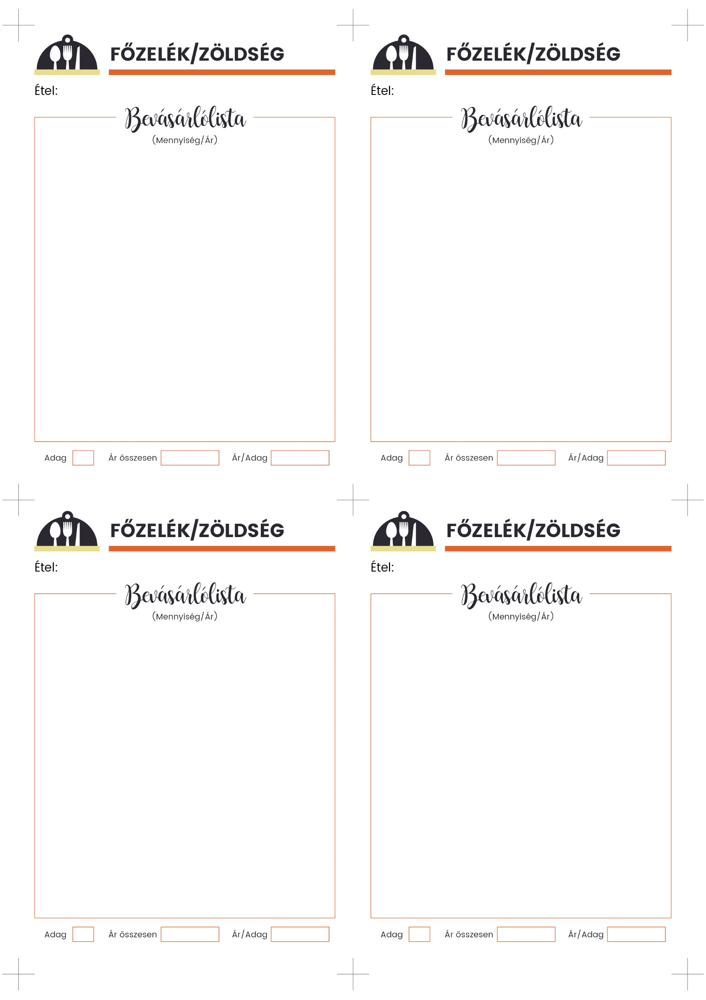 FŐZELÉK/ZÖLDSÉG
Étel:
Bevásárlólista
(Mennyiség/Ár)
Adag
Ár összesen
Ár/Adag
FŐZELÉK/ZÖLDSÉG
Étel:
Bevásárlólista
(Mennyiség/Ár)
Adag
Ár összesen
Ár/Adag
FŐZELÉK/ZÖLDSÉG
Étel:
Bevásárlólista
(Mennyiség/Ár)
Adag
Ár összesen
Ár/Adag
FŐZELÉK/ZÖLDSÉG
Étel:
Bevásárlólista
(Mennyiség/Ár)
Adag
Ár összesen
Ár/Adag